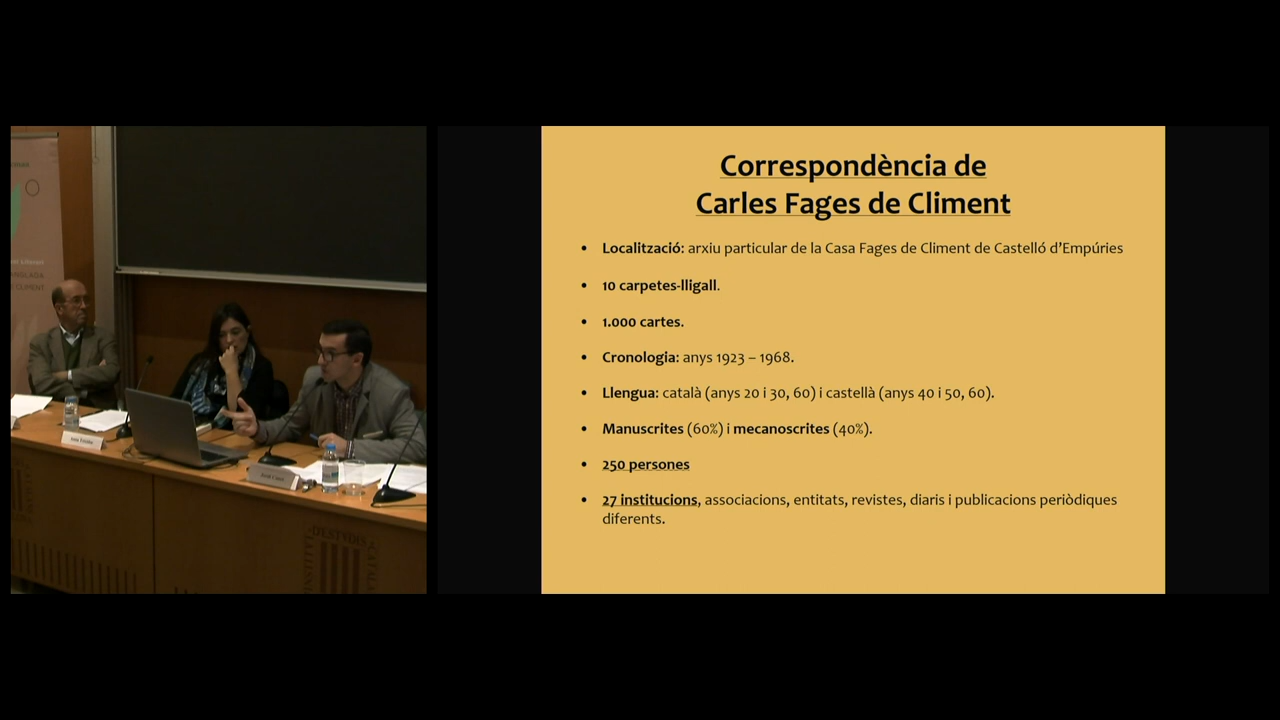 Correspondència de
Carles Fages de Climent
• Localització: arxiu particular de la Casa Fages de Climent de Castelló d'Empúries
• 10 carpetes-lligall.
• 1.000 cartes.
• Cronologia: anys 1923 – 1968.
• Llengua: català (anys 20 i 30, 60) i castellà (anys 40 i 50, 60).
• Manuscrites (60%) i mecanoscrites (40%).
• 250 persones
• 27 institucions, associacions, entitats, revistes, diaris i publicacions periòdiques
diferents.